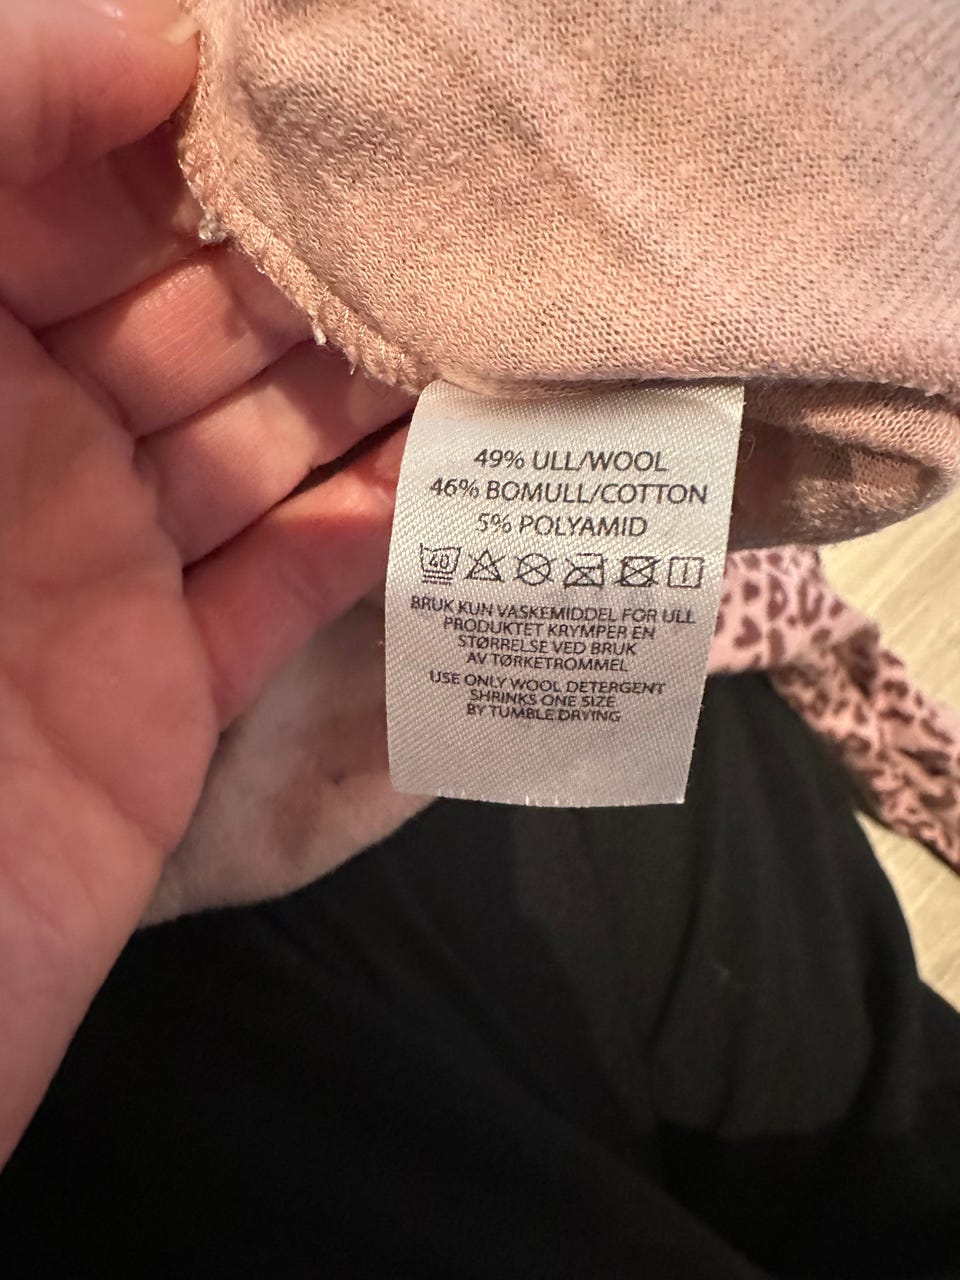 49% ULL/WOOL
46% BOMULL/COTTON
5% POLYAMID
40
BRUK KUN VASKEMIDDEL FOR ULL
PRODUKTET KRYMPER EN
STØRRELSE VED BRUK
AV TØRKETROMMEL
USE ONLY WOOL DETERGENT
SHRINKS ONE SIZE
BY TUMBLE DRYING